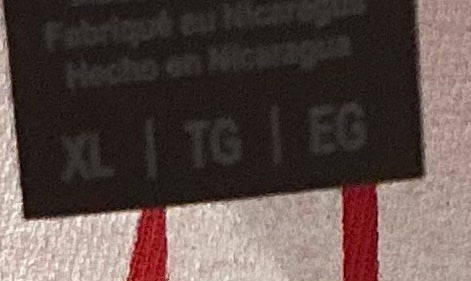 Fabriqué au Nicaragua
Hecho en Nicaragua
XL | TG | EG